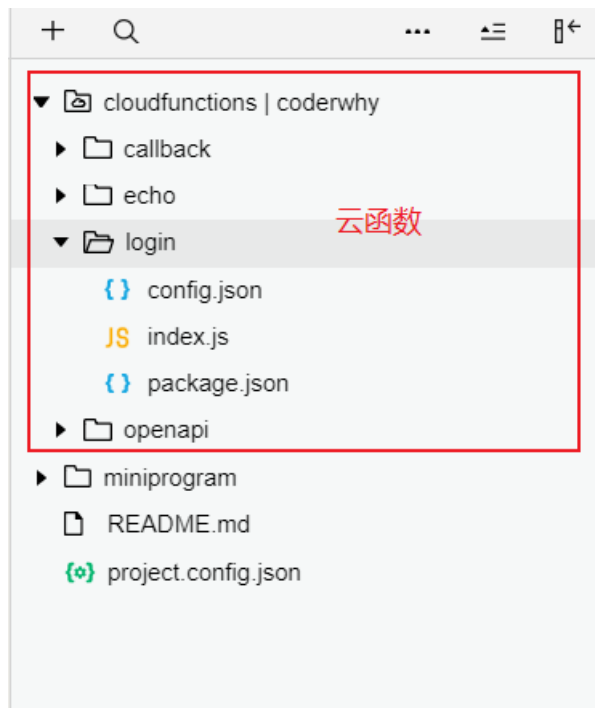 cloudfunctions | coderwhy
callback
echo
云函数
login
{ } config.json
JS index.js
{ } package.json
openapi
miniprogram
README.md
project.config.json